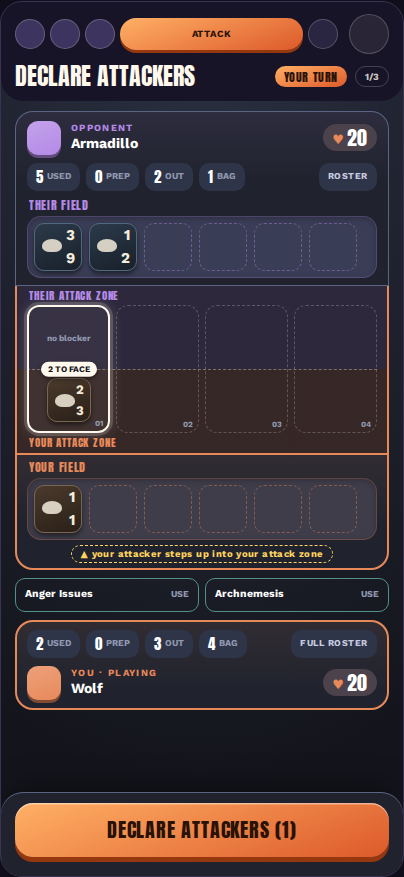 ATTACK
DECLARE ATTACKERS
YOUR TURN
1/3
OPPONENT
Armadillo
♥ 20
5 USED
0 PREP
2 OUT
1 BAG
ROSTER
THEIR FIELD
3
9
1
2
THEIR ATTACK ZONE
no blocker
2 TO FACE
2
3
01
02
03
04
YOUR ATTACK ZONE
YOUR FIELD
1
1
▲ your attacker steps up into your attack zone
Anger Issues USE
Archnemesis USE
2 USED
0 PREP
3 OUT
4 BAG
FULL ROSTER
YOU · PLAYING
Wolf
♥ 20
DECLARE ATTACKERS (1)